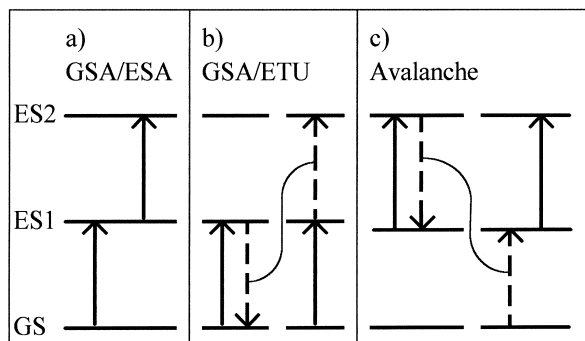 a)
GSA/ESA
b)
GSA/ETU
c)
Avalanche
ES2
ES1
GS